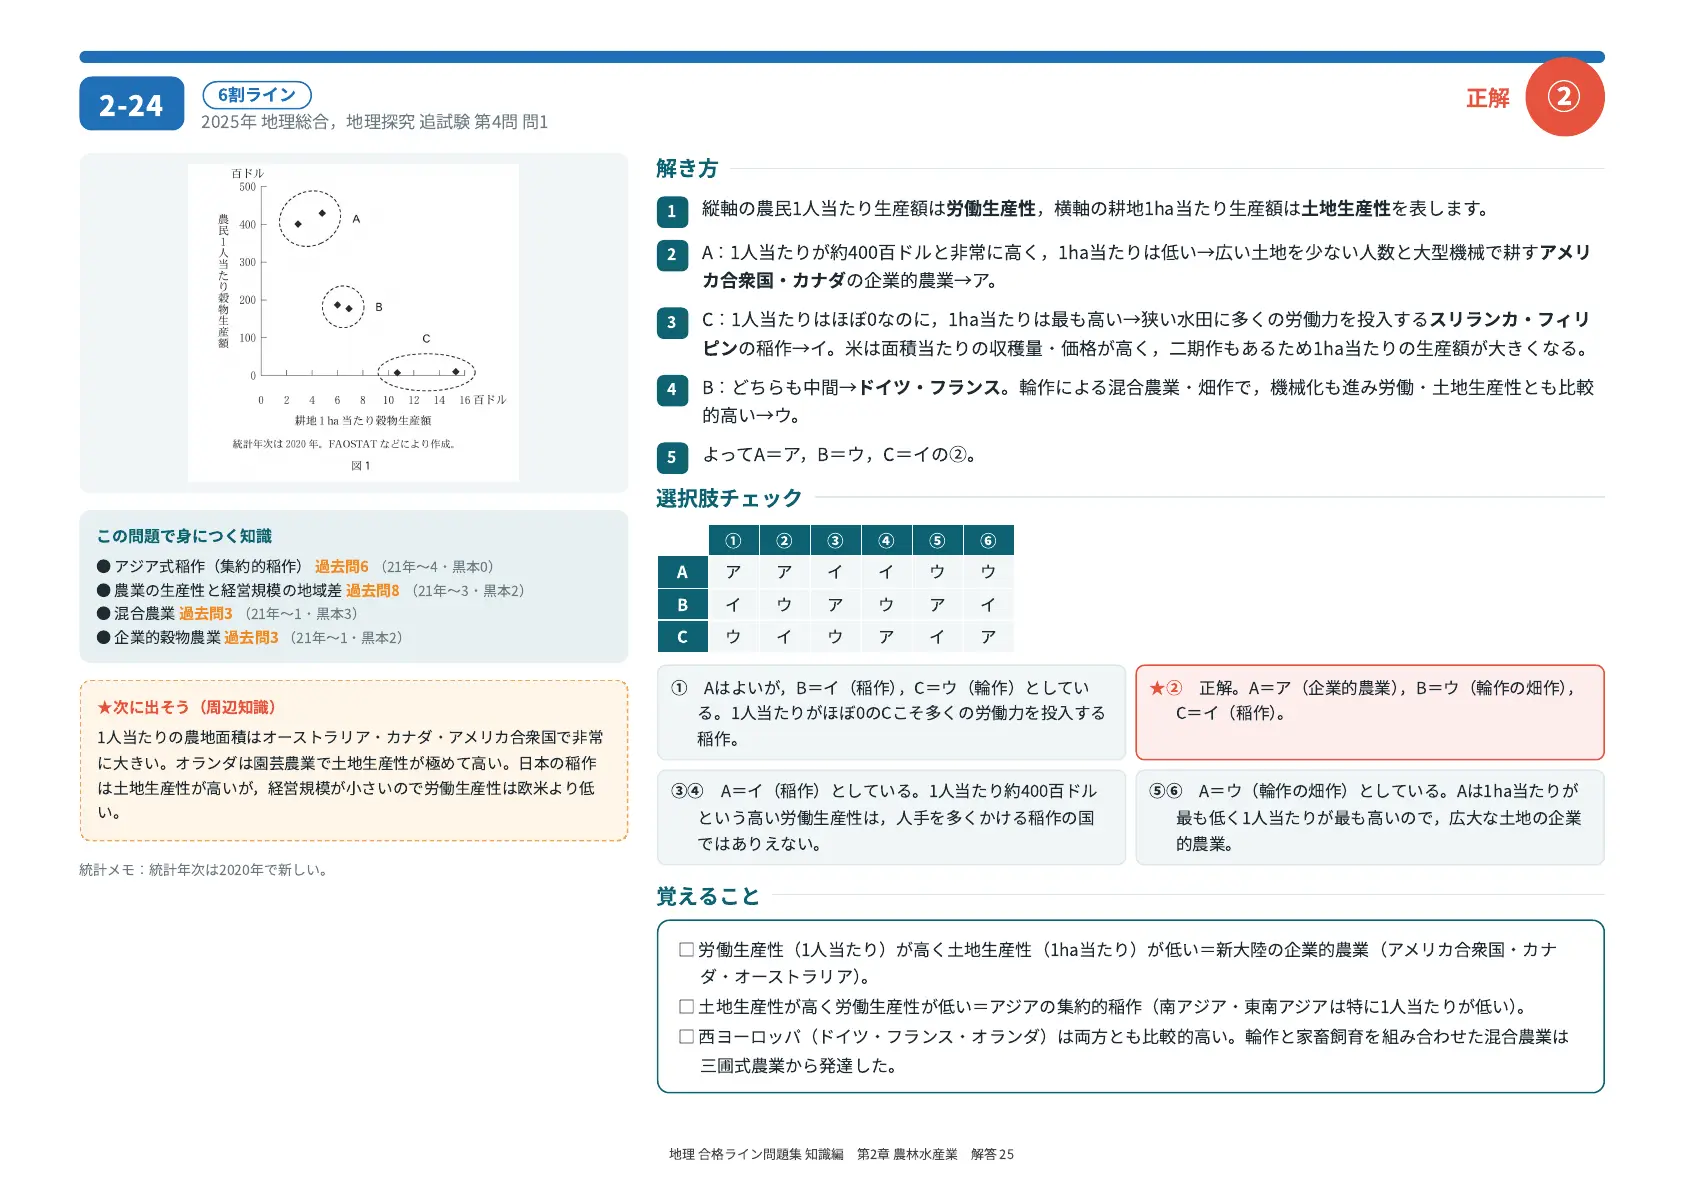 2-24
6割ライン
2025年 地理総合，地理探究 追試験 第4問 問1
正解 ②
百ドル
500
400
300
200
100
0
農民1人当たり穀物生産額
A
B
C
0 2 4 6 8 10 12 14 16 百ドル
耕地1ha当たり穀物生産額
統計年次は2020年。FAOSTATなどにより作成。
図1
この問題で身につく知識
● アジア式稲作（集約的稲作） 過去問6 （21年～4・黒本0）
● 農業の生産性と経営規模の地域差 過去問8 （21年～3・黒本2）
● 混合農業 過去問3 （21年～1・黒本3）
● 企業的穀物農業 過去問3 （21年～1・黒本2）
★次に出そう（周辺知識）
1人当たりの農地面積はオーストラリア・カナダ・アメリカ合衆国で非常
に大きい。オランダは園芸農業で土地生産性が極めて高い。日本の稲作
は土地生産性が高いが，経営規模が小さいので労働生産性は欧米より低
い。
統計メモ：統計年次は2020年で新しい。
解き方
1 縦軸の農民1人当たり生産額は労働生産性，横軸の耕地1ha当たり生産額は土地生産性を表します。
2 A：1人当たりが約400百ドルと非常に高く，1ha当たりは低い→広い土地を少ない人数と大型機械で耕すアメリ
カ合衆国・カナダの企業的農業→ア。
3 C：1人当たりはほぼ0なのに，1ha当たりは最も高い→狭い水田に多くの労働力を投入するスリランカ・フィリ
ピンの稲作→イ。米は面積当たりの収穫量・価格が高く，二期作もあるため1ha当たりの生産額が大きくなる。
4 B：どちらも中間→ドイツ・フランス。輪作による混合農業・畑作で，機械化も進み労働・土地生産性とも比較
的高い→ウ。
5 よってA＝ア，B＝ウ，C＝イの②。
選択肢チェック
① ② ③ ④ ⑤ ⑥
A ア ア イ イ ウ ウ
B イ ウ ア ウ ア イ
C ウ イ ウ ア イ ア
① Aはよいが，B＝イ（稲作），C＝ウ（輪作）としてい
る。1人当たりがほぼ0のCこそ多くの労働力を投入する
稲作。
★② 正解。A＝ア（企業的農業），B＝ウ（輪作の畑作），
C＝イ（稲作）。
③④ A＝イ（稲作）としている。1人当たり約400百ドル
という高い労働生産性は，人手を多くかける稲作の国
ではありえない。
⑤⑥ A＝ウ（輪作の畑作）としている。Aは1ha当たりが
最も低く1人当たりが最も高いので，広大な土地の企業
的農業。
覚えること
□ 労働生産性（1人当たり）が高く土地生産性（1ha当たり）が低い＝新大陸の企業的農業（アメリカ合衆国・カナ
ダ・オーストラリア）。
□ 土地生産性が高く労働生産性が低い＝アジアの集約的稲作（南アジア・東南アジアは特に1人当たりが低い）。
□ 西ヨーロッパ（ドイツ・フランス・オランダ）は両方とも比較的高い。輪作と家畜飼育を組み合わせた混合農業は
三圃式農業から発達した。
地理 合格ライン問題集 知識編 第2章 農林水産業 解答 25